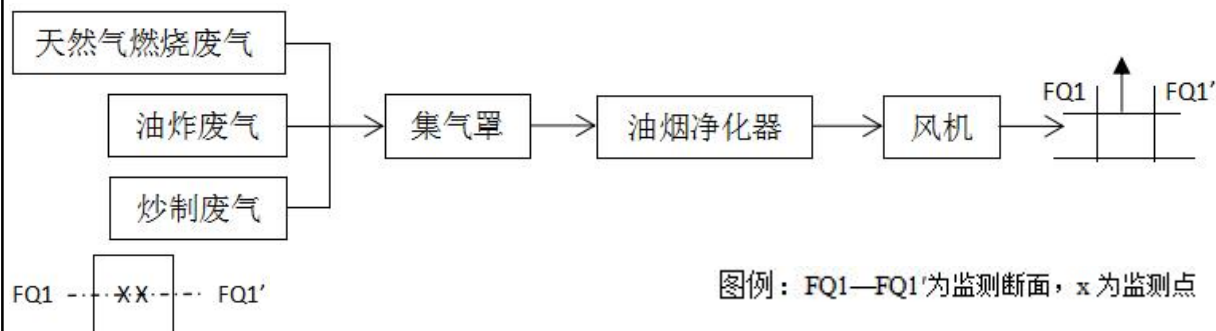 天然气燃烧废气
油炸废气
炒制废气
集气罩
油烟净化器
风机
FQ1
FQ1'
FQ1
xx
FQ1'
图例：FQ1—FQ1'为监测断面，x 为监测点